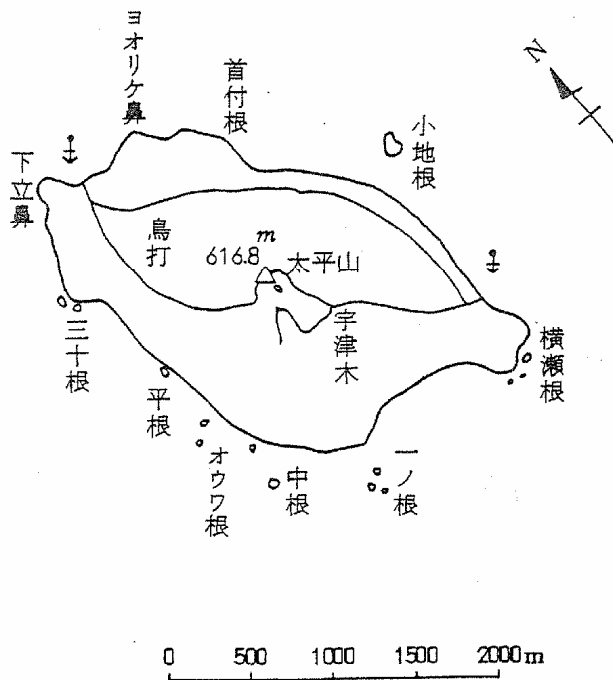 ヨオリケ鼻
首付根
N
小地根
下立鼻
鳥打
616.8m
太平山
宇津木
横瀬根
三十根
平根
オウワ根
中根
一ノ根
0 500 1000 1500 2000m